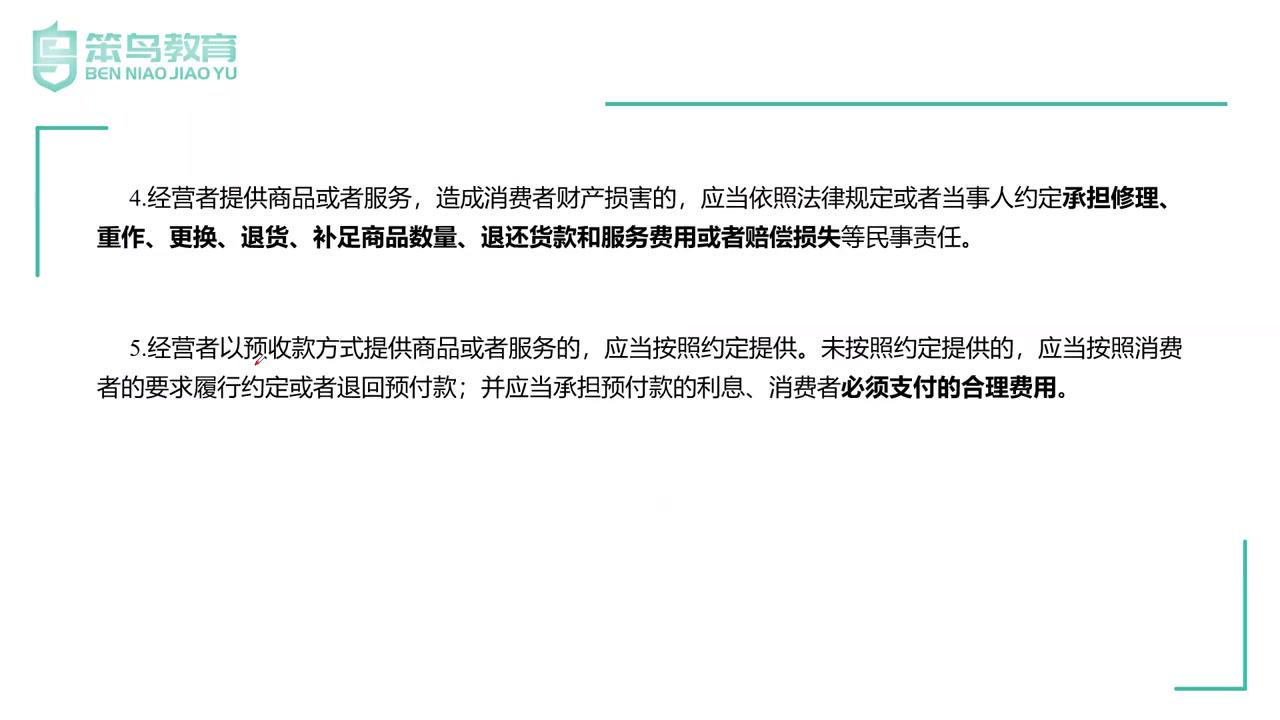 笨鸟教育
BEN NIAO JIAO YU
4.经营者提供商品或者服务，造成消费者财产损害的，应当依照法律规定或者当事人约定承担修理、
重作、更换、退货、补足商品数量、退还货款和服务费用或者赔偿损失等民事责任。
5.经营者以预收款方式提供商品或者服务的，应当按照约定提供。未按照约定提供的，应当按照消费
者的要求履行约定或者退回预付款；并应当承担预付款的利息、消费者必须支付的合理费用。